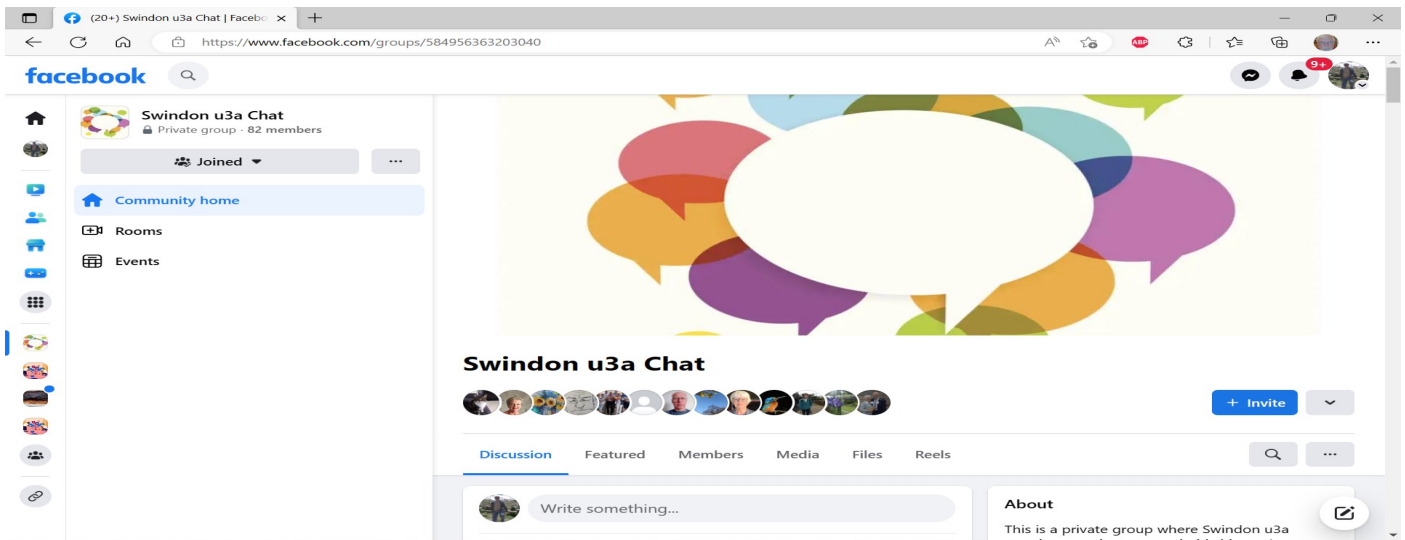 (20+) Swindon u3a Chat | Facebo
https://www.facebook.com/groups/584956363203040
ABP
facebook
9+
Swindon u3a Chat
Private group · 82 members
Joined
Community home
Rooms
Events
Swindon u3a Chat
+ Invite
Discussion Featured Members Media Files Reels
Write something...
About
This is a private group where Swindon u3a